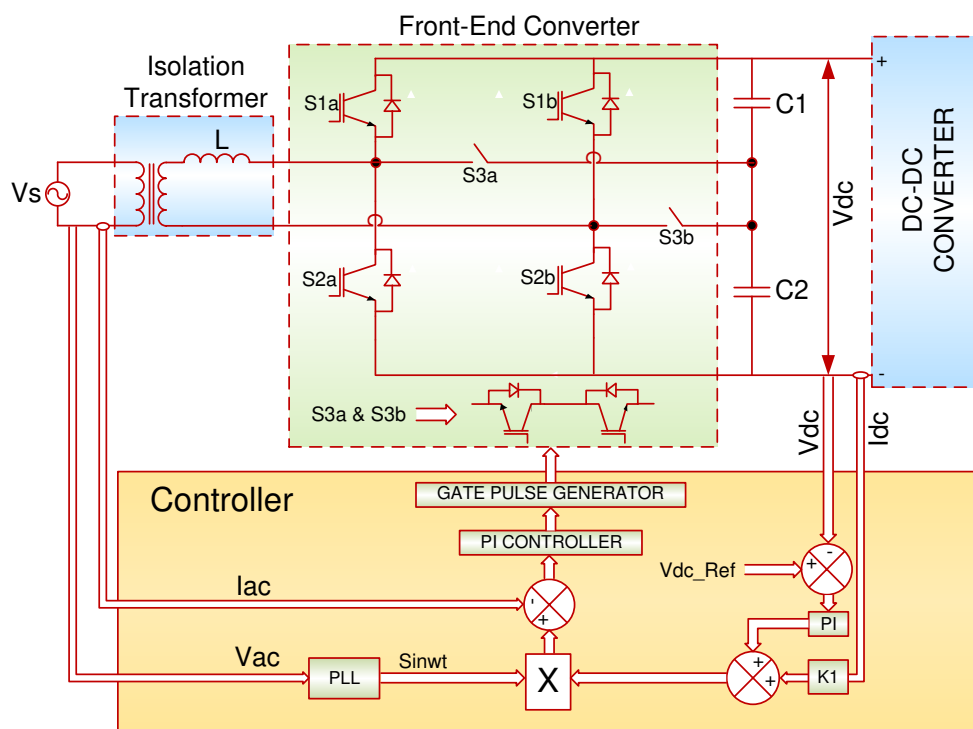 Front-End Converter
Isolation
Transformer
L
Vs
S1a
S1b
S3a
S3b
S2a
S2b
C1
C2
+
-
Vdc
DC-DC
CONVERTER
S3a & S3b
Vdc
Idc
Controller
GATE PULSE GENERATOR
PI CONTROLLER
Iac
-
+
Vdc_Ref
+
-
PI
Vac
PLL
Sinwt
X
+
+
K1